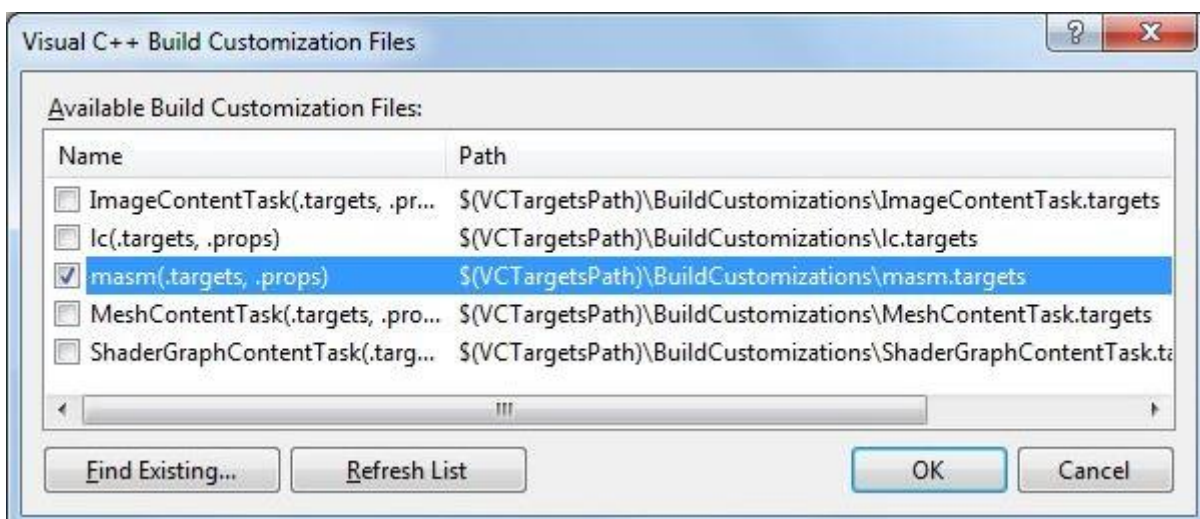 Visual C++ Build Customization Files
Available Build Customization Files:
Name Path
ImageContentTask(.targets, .pr... $(VCTargetsPath)\BuildCustomizations\ImageContentTask.targets
lc(.targets, .props) $(VCTargetsPath)\BuildCustomizations\lc.targets
masm(.targets, .props) $(VCTargetsPath)\BuildCustomizations\masm.targets
MeshContentTask(.targets, .pro... $(VCTargetsPath)\BuildCustomizations\MeshContentTask.targets
ShaderGraphContentTask(.targ... $(VCTargetsPath)\BuildCustomizations\ShaderGraphContentTask.ta
Find Existing... Refresh List OK Cancel